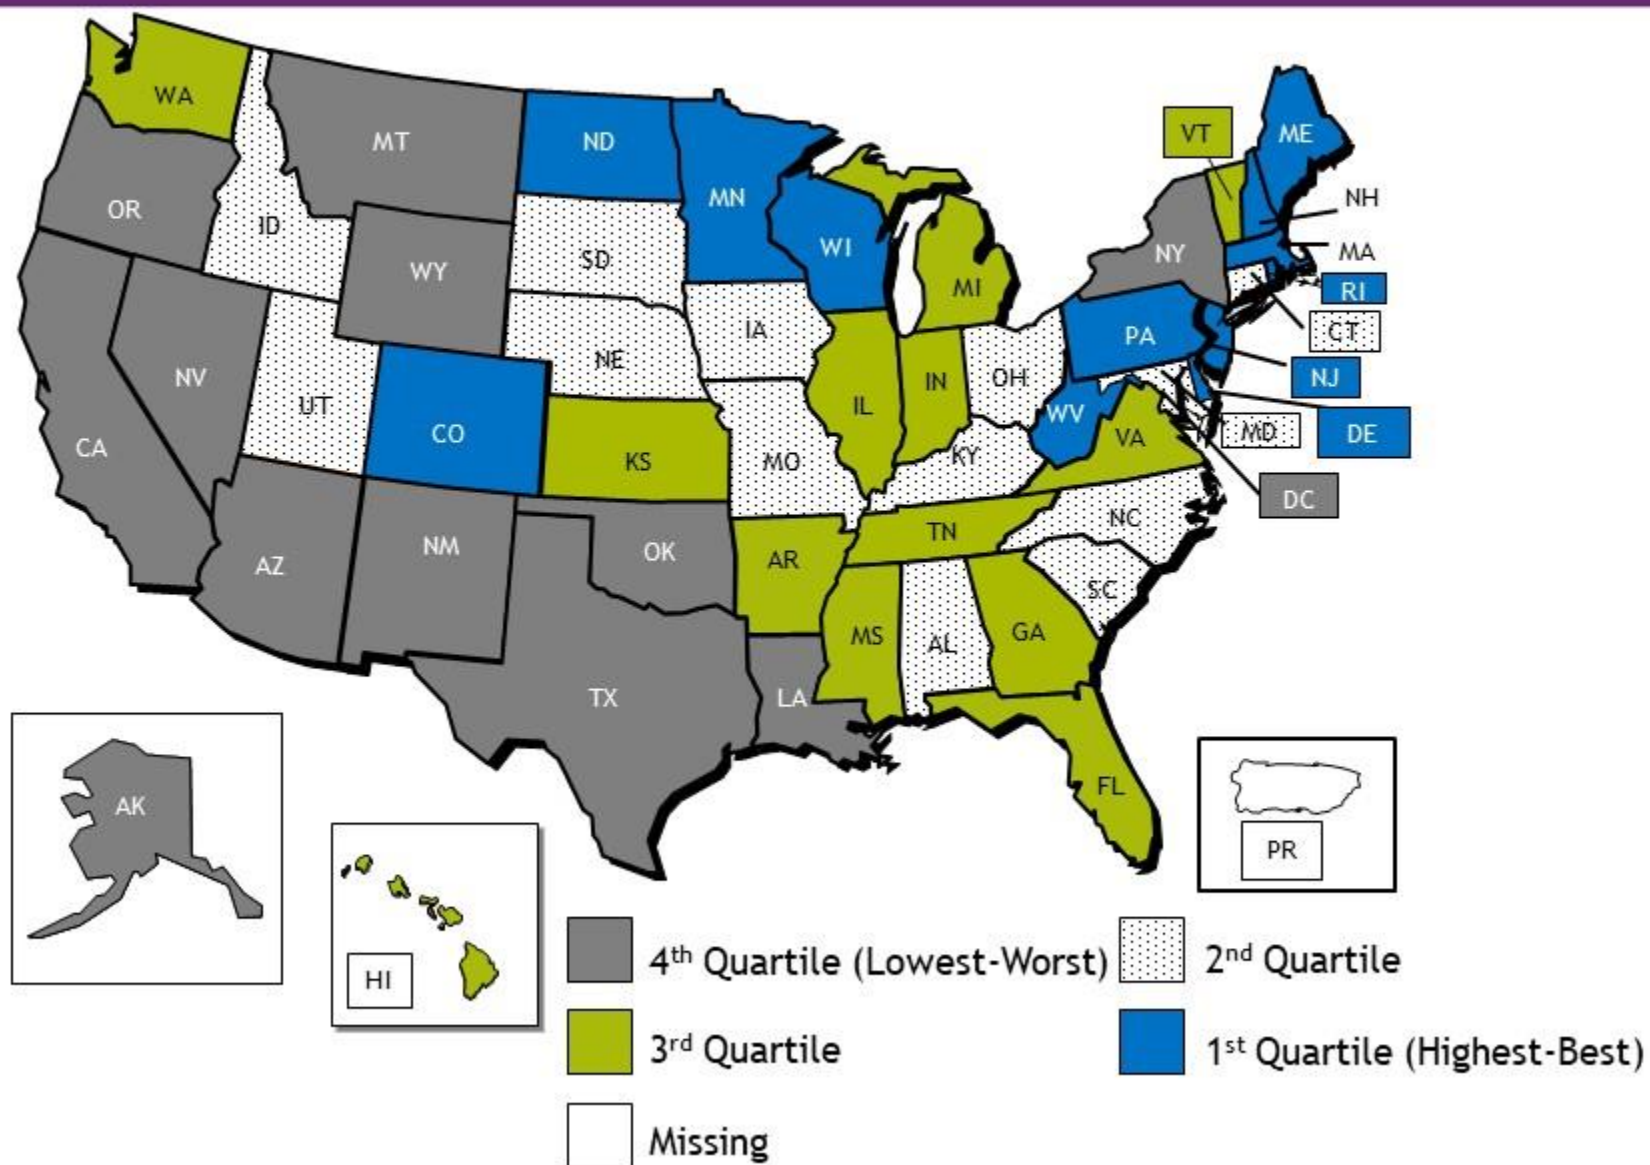 WA
MT
ND
MN
VT
ME
OR
ID
WY
SD
WI
MI
NY
NH
MA
RI
CT
NJ
PA
IA
NE
NV
UT
CO
CA
KS
MO
IL
IN
OH
KY
WV
VA
MD
DE
DC
AZ
NM
OK
AR
TN
NC
SC
TX
LA
MS
AL
GA
FL
AK
HI
PR
4th Quartile (Lowest-Worst)
2nd Quartile
3rd Quartile
1st Quartile (Highest-Best)
Missing